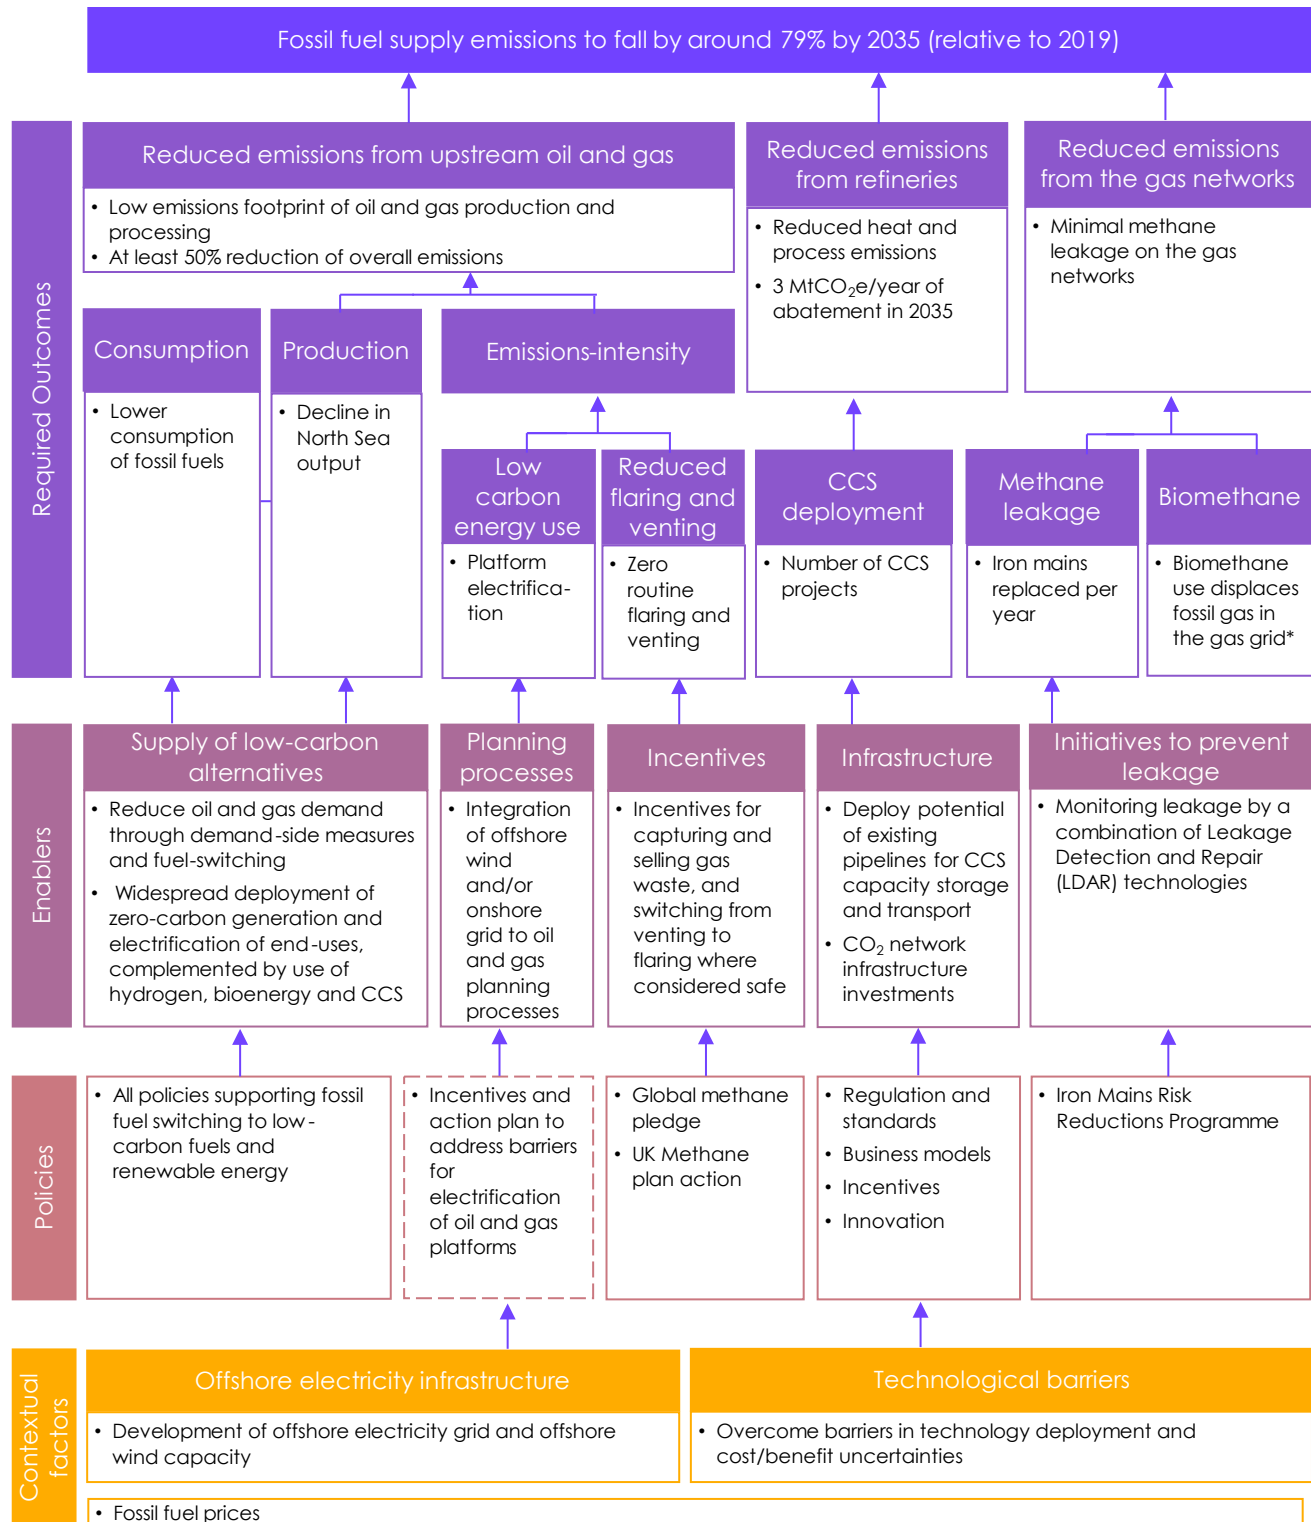 Fossil fuel supply emissions to fall by around 79% by 2035 (relative to 2019)
Required Outcomes
Reduced emissions from upstream oil and gas
• Low emissions footprint of oil and gas production and
processing
• At least 50% reduction of overall emissions
Reduced emissions
from refineries
• Reduced heat and
process emissions
• 3 MtCO₂e/year of
abatement in 2035
Reduced emissions
from the gas networks
• Minimal methane
leakage on the gas
networks
Consumption
• Lower
consumption
of fossil fuels
Production
• Decline in
North Sea
output
Emissions-intensity
Low
carbon
energy use
• Platform
electrifica-
tion
Reduced
flaring and
venting
• Zero
routine
flaring and
venting
CCS
deployment
• Number of CCS
projects
Methane
leakage
• Iron mains
replaced per
year
Biomethane
• Biomethane
use displaces
fossil gas in
the gas grid*
Enablers
Supply of low-carbon
alternatives
• Reduce oil and gas demand
through demand-side measures
and fuel-switching
• Widespread deployment of
zero-carbon generation and
electrification of end-uses,
complemented by use of
hydrogen, bioenergy and CCS
Planning
processes
• Integration
of offshore
wind
and/or
onshore
grid to oil
and gas
planning
processes
Incentives
• Incentives for
capturing and
selling gas
waste, and
switching from
venting to
flaring where
considered safe
Infrastructure
• Deploy potential
of existing
pipelines for CCS
capacity storage
and transport
• CO₂ network
infrastructure
investments
Initiatives to prevent
leakage
• Monitoring leakage by a
combination of Leakage
Detection and Repair
(LDAR) technologies
Policies
• All policies supporting fossil
fuel switching to low-
carbon fuels and
renewable energy
• Incentives and
action plan to
address barriers
for
electrification
of oil and gas
platforms
• Global methane
pledge
• UK Methane
plan action
• Regulation and
standards
• Business models
• Incentives
• Innovation
• Iron Mains Risk
Reductions Programme
Contextual
factors
Offshore electricity infrastructure
• Development of offshore electricity grid and offshore
wind capacity
Technological barriers
• Overcome barriers in technology deployment and
cost/benefit uncertainties
• Fossil fuel prices